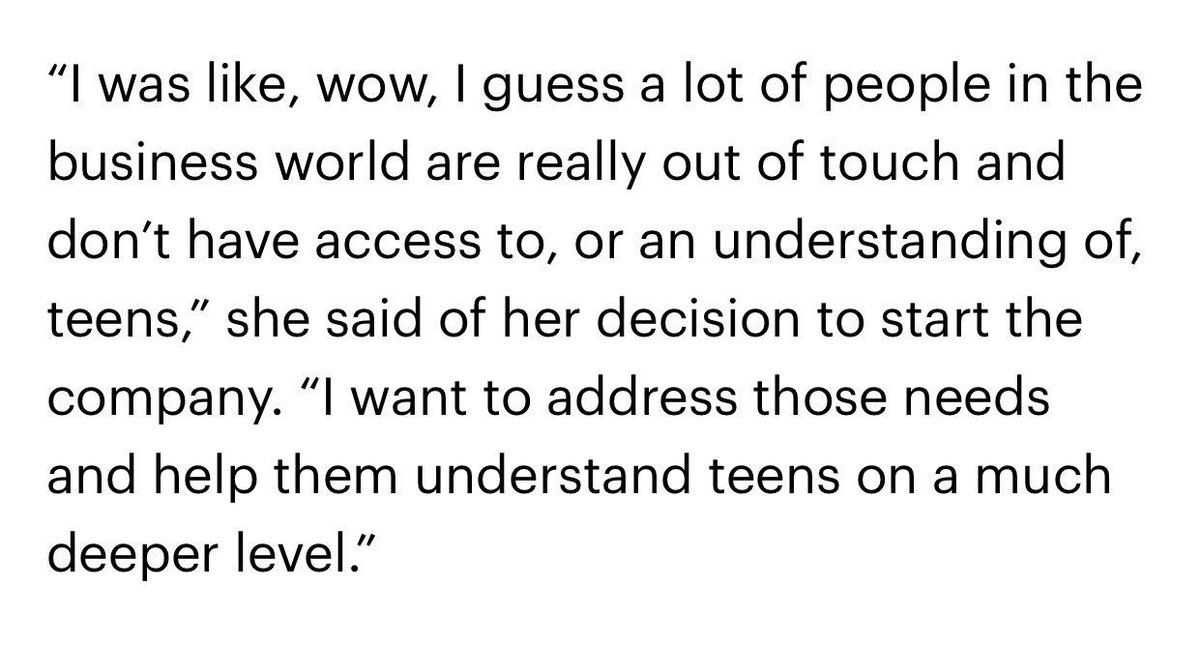 “I was like, wow, I guess a lot of people in the
business world are really out of touch and
don’t have access to, or an understanding of,
teens,” she said of her decision to start the
company. “I want to address those needs
and help them understand teens on a much
deeper level.”